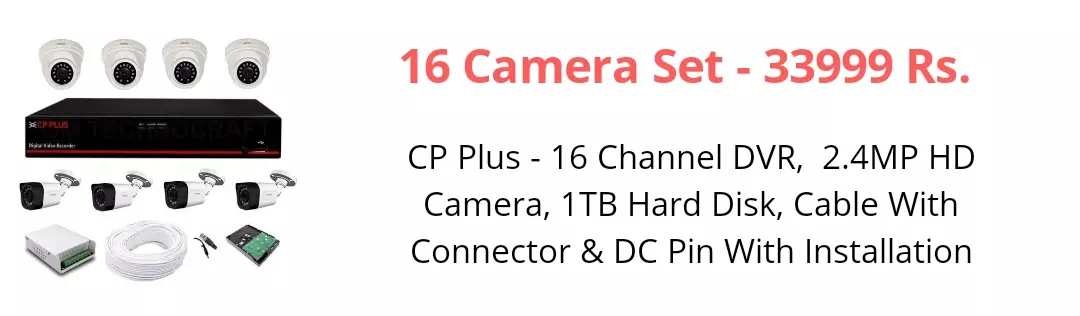 16 Camera Set - 33999 Rs.
CP PLUS
TECHNOCRAFT
Digital Video Recorder
CP Plus - 16 Channel DVR, 2.4MP HD
Camera, 1TB Hard Disk, Cable With
Connector & DC Pin With Installation